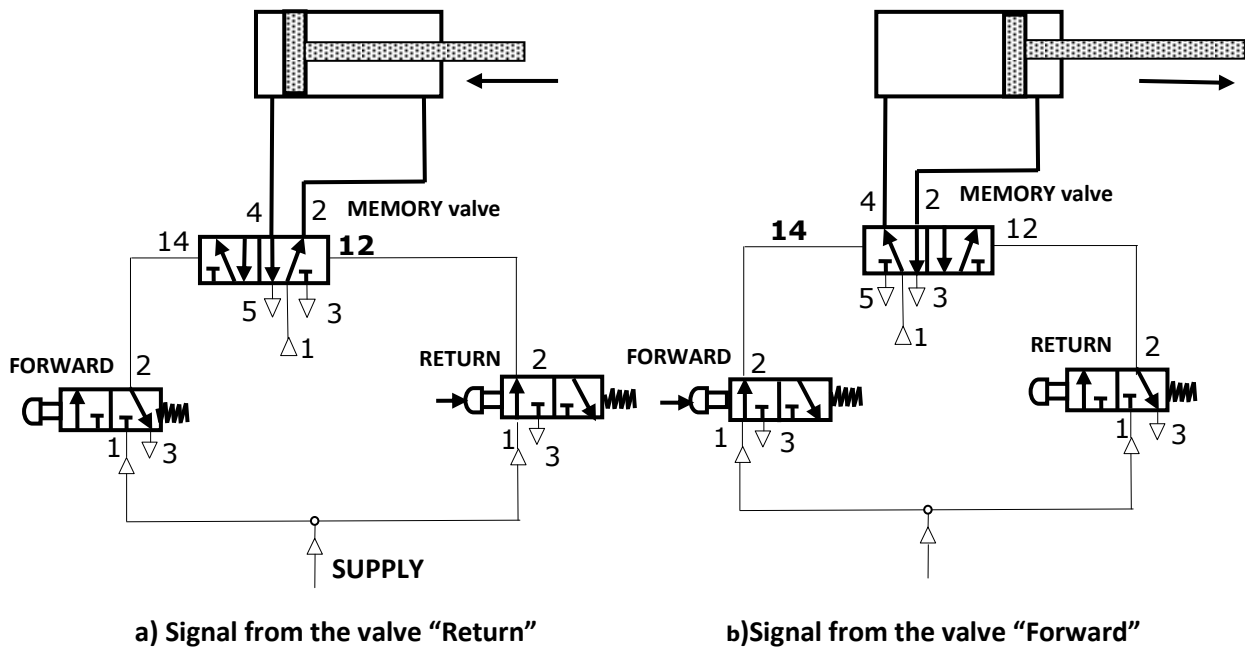 MEMORY valve
4
2
14
12
5
3
1
FORWARD
2
1
3
RETURN
2
1
3
SUPPLY
a) Signal from the valve “Return”
MEMORY valve
4
2
14
12
5
3
1
FORWARD
2
1
3
RETURN
2
1
3
b)Signal from the valve “Forward”